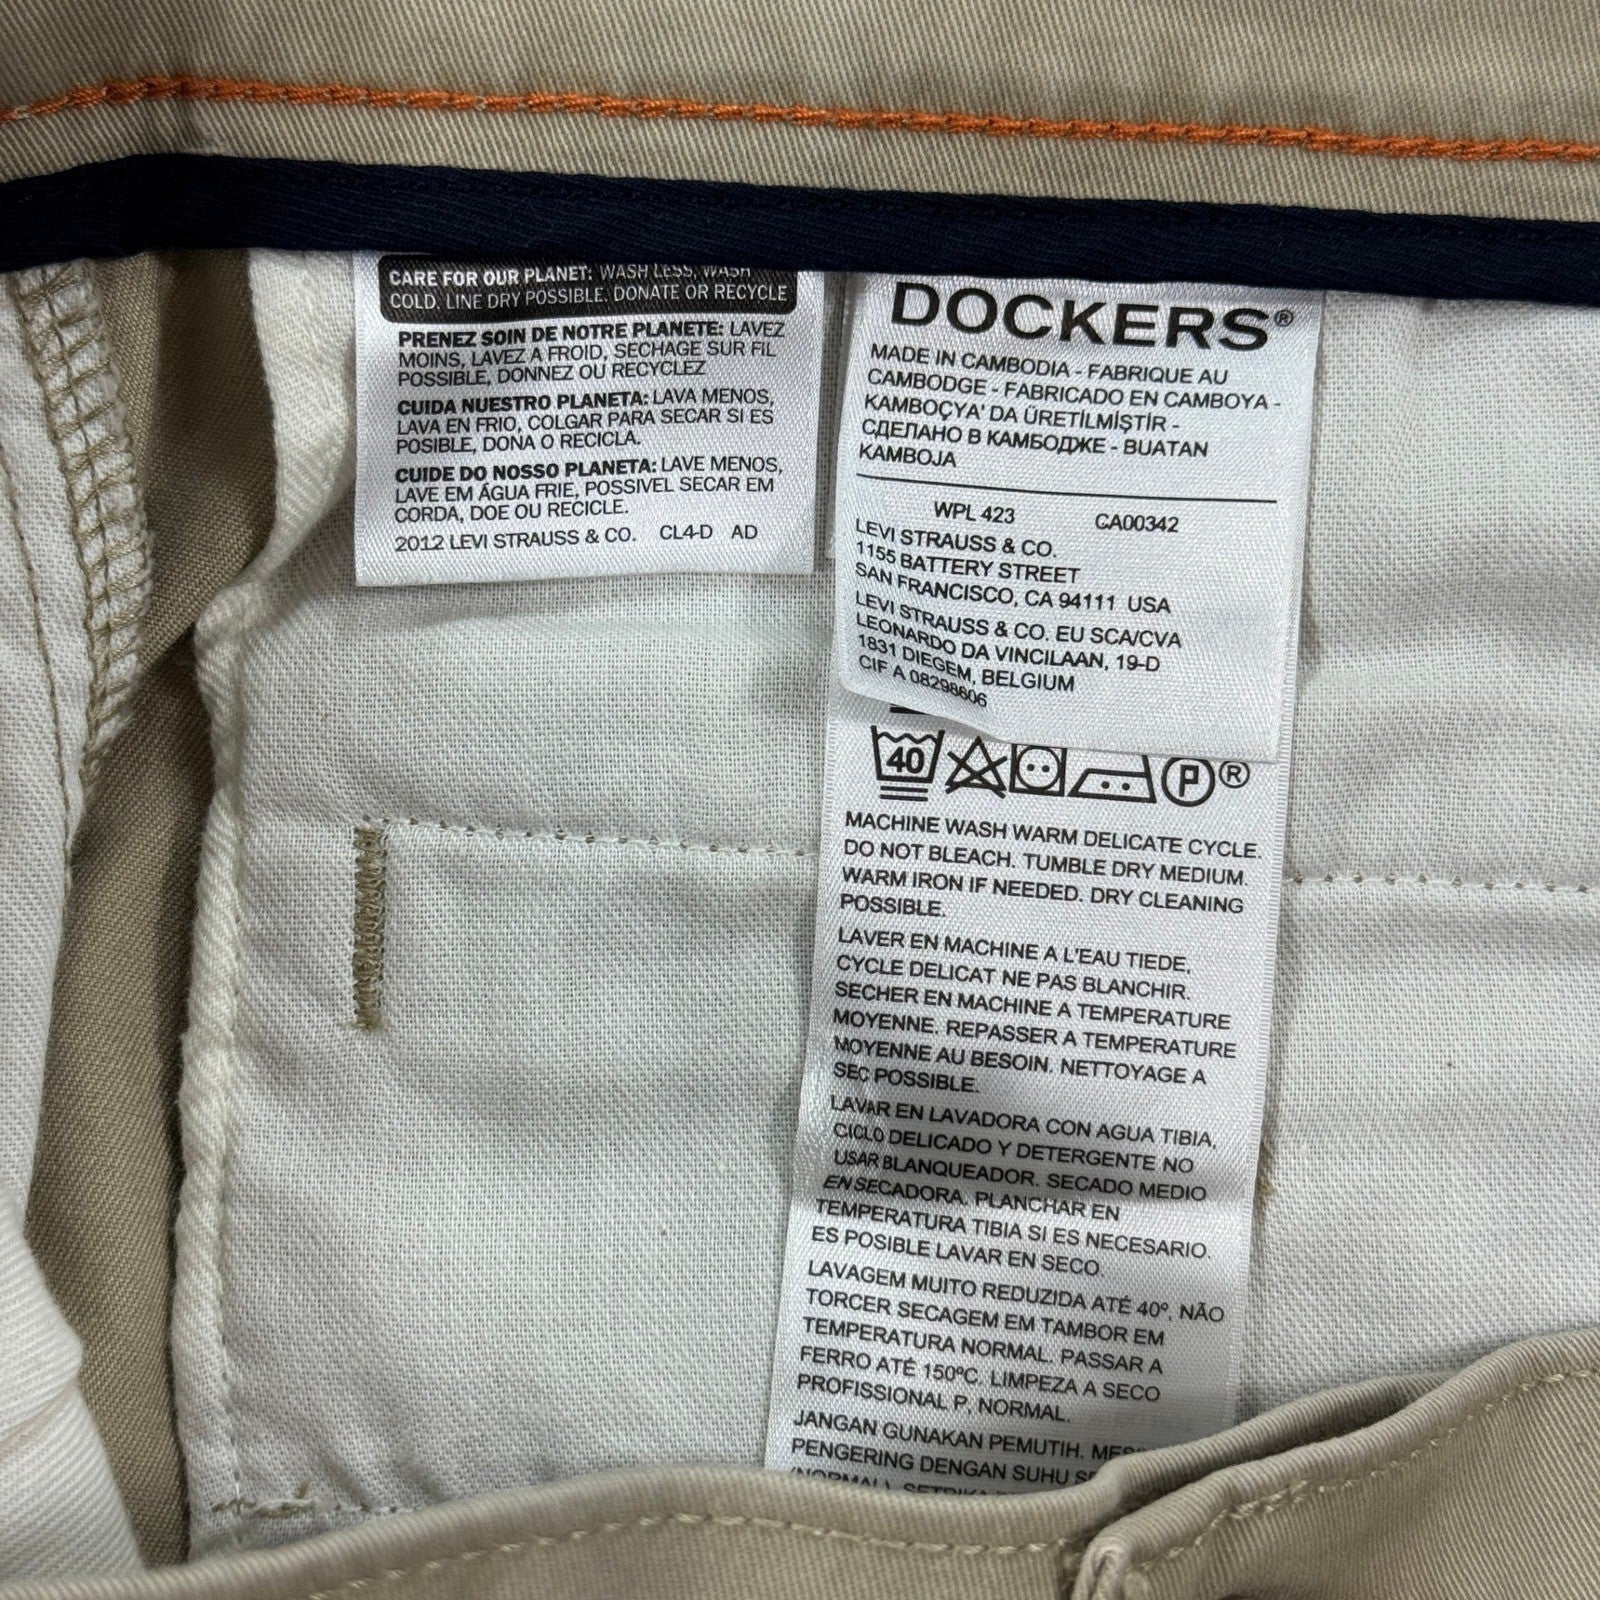 CARE FOR OUR PLANET: WASH LESS, WASH
COLD, LINE DRY POSSIBLE, DONATE OR RECYCLE
PRENEZ SOIN DE NOTRE PLANETE: LAVEZ
MOINS, LAVEZ A FROID, SECHAGE SUR FIL
POSSIBLE, DONNEZ OU RECYCLEZ
CUIDA NUESTRO PLANETA: LAVA MENOS,
LAVA EN FRIO, COLGAR PARA SECAR SI ES
POSIBLE, DONA O RECICLA.
CUIDE DO NOSSO PLANETA: LAVE MENOS,
LAVE EM ÁGUA FRIE, POSSIVEL SECAR EM
CORDA, DOE OU RECICLE.
2012 LEVI STRAUSS & CO. CL4-D AD
DOCKERS®
MADE IN CAMBODIA - FABRIQUE AU
CAMBODGE - FABRICADO EN CAMBOYA -
KAMBOÇYA' DA ÜRETİLMİŞTİR -
СДЕЛАНО В КАМБОДЖЕ - BUATAN
KAMBOJA
WPL 423 CA00342
LEVI STRAUSS & CO.
1155 BATTERY STREET
SAN FRANCISCO, CA 94111 USA
LEVI STRAUSS & CO. EU SCA/CVA
LEONARDO DA VINCILAAN, 19-D
1831 DIEGEM, BELGIUM
CIF A 08298606
40 P ®
MACHINE WASH WARM DELICATE CYCLE.
DO NOT BLEACH. TUMBLE DRY MEDIUM.
WARM IRON IF NEEDED. DRY CLEANING
POSSIBLE.
LAVER EN MACHINE A L'EAU TIEDE,
CYCLE DELICAT NE PAS BLANCHIR.
SECHER EN MACHINE A TEMPERATURE
MOYENNE. REPASSER A TEMPERATURE
MOYENNE AU BESOIN. NETTOYAGE A
SEC POSSIBLE.
LAVAR EN LAVADORA CON AGUA TIBIA,
CICLO DELICADO Y DETERGENTE NO
USAR BLANQUEADOR. SECADO MEDIO
EN SECADORA. PLANCHAR EN
TEMPERATURA TIBIA SI ES NECESARIO.
ES POSIBLE LAVAR EN SECO.
LAVAGEM MUITO REDUZIDA ATÉ 40º, NÃO
TORCER SECAGEM EM TAMBOR EM
TEMPERATURA NORMAL. PASSAR A
FERRO ATÉ 150ºC. LIMPEZA A SECO
PROFISSIONAL P, NORMAL.
JANGAN GUNAKAN PEMUTIH.
PENGERING DENGAN SUHU
(NORMAL). SETRIKA